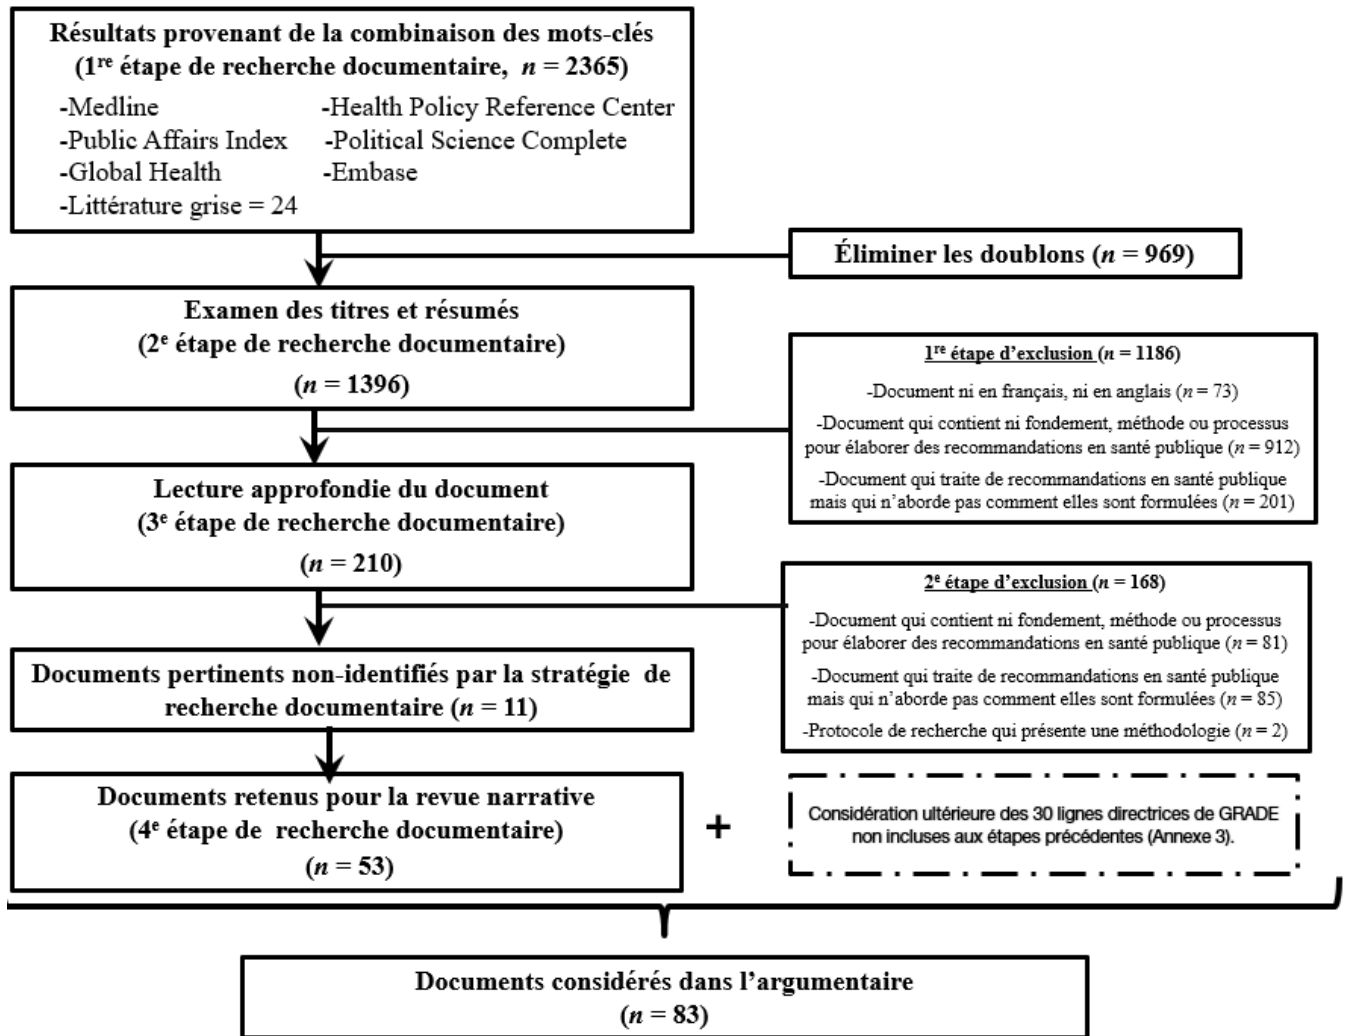 Résultats provenant de la combinaison des mots-clés
(1re étape de recherche documentaire, n = 2365)
-Medline -Health Policy Reference Center
-Public Affairs Index -Political Science Complete
-Global Health -Embase
-Littérature grise = 24
Éliminer les doublons (n = 969)
Examen des titres et résumés
(2e étape de recherche documentaire)
(n = 1396)
1re étape d'exclusion (n = 1186)
-Document ni en français, ni en anglais (n = 73)
-Document qui contient ni fondement, méthode ou processus
pour élaborer des recommandations en santé publique (n = 912)
-Document qui traite de recommandations en santé publique
mais qui n'aborde pas comment elles sont formulées (n = 201)
Lecture approfondie du document
(3e étape de recherche documentaire)
(n = 210)
2e étape d'exclusion (n = 168)
-Document qui contient ni fondement, méthode ou processus
pour élaborer des recommandations en santé publique (n = 81)
-Document qui traite de recommandations en santé publique
mais qui n'aborde pas comment elles sont formulées (n = 85)
-Protocole de recherche qui présente une méthodologie (n = 2)
Documents pertinents non-identifiés par la stratégie de
recherche documentaire (n = 11)
Documents retenus pour la revue narrative
(4e étape de recherche documentaire)
(n = 53)
+
Considération ultérieure des 30 lignes directrices de GRADE
non incluses aux étapes précédentes (Annexe 3).
Documents considérés dans l'argumentaire
(n = 83)